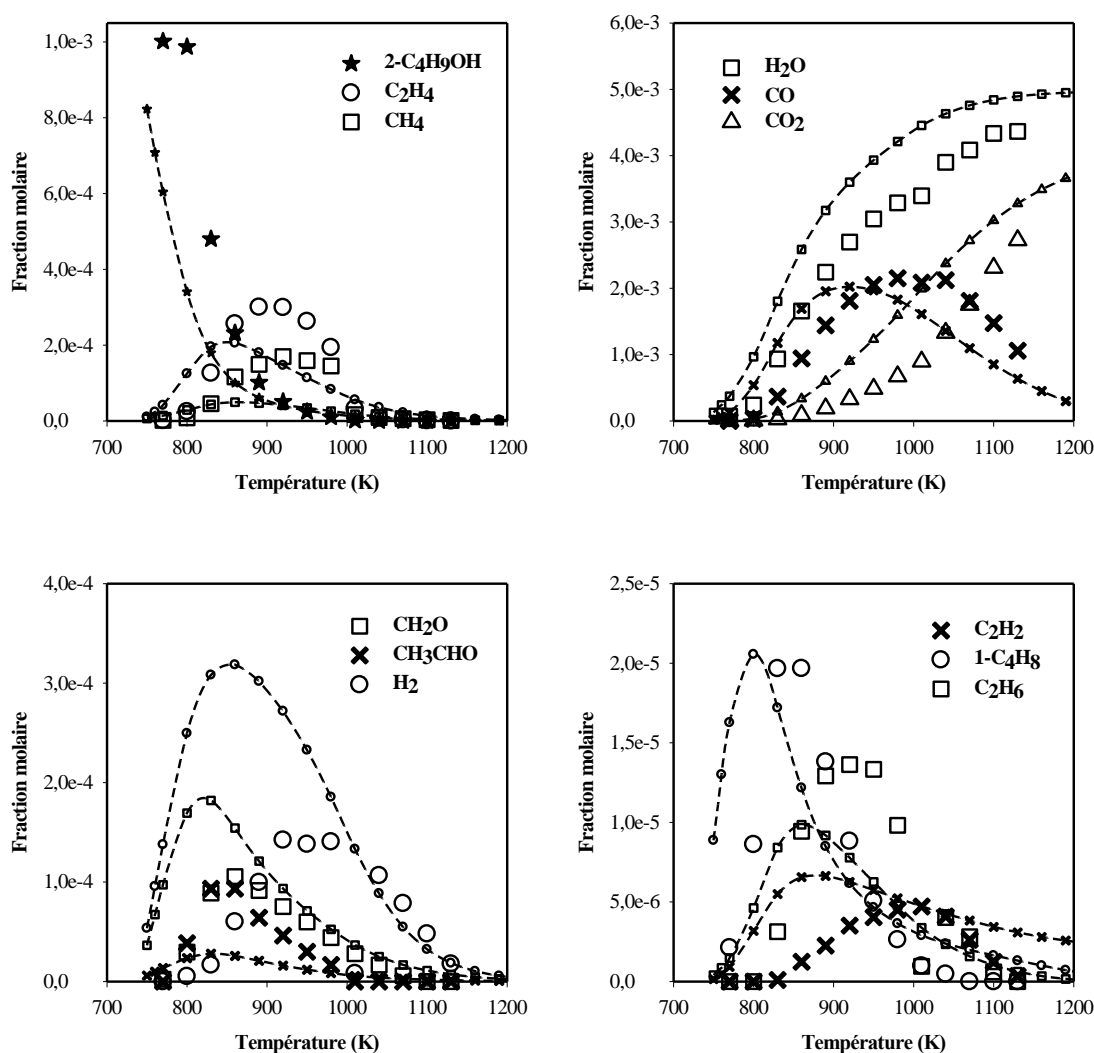 1,0e-3
8,0e-4
6,0e-4
4,0e-4
2,0e-4
0,0
Fraction molaire
2-C4H9OH
C2H4
CH4
700 800 900 1000 1100 1200
Température (K)
6,0e-3
5,0e-3
4,0e-3
3,0e-3
2,0e-3
1,0e-3
0,0
Fraction molaire
H2O
CO
CO2
700 800 900 1000 1100 1200
Température (K)
4,0e-4
3,0e-4
2,0e-4
1,0e-4
0,0
Fraction molaire
CH2O
CH3CHO
H2
700 800 900 1000 1100 1200
Température (K)
2,5e-5
2,0e-5
1,5e-5
1,0e-5
5,0e-6
0,0
Fraction molaire
C2H2
1-C4H8
C2H6
700 800 900 1000 1100 1200
Température (K)